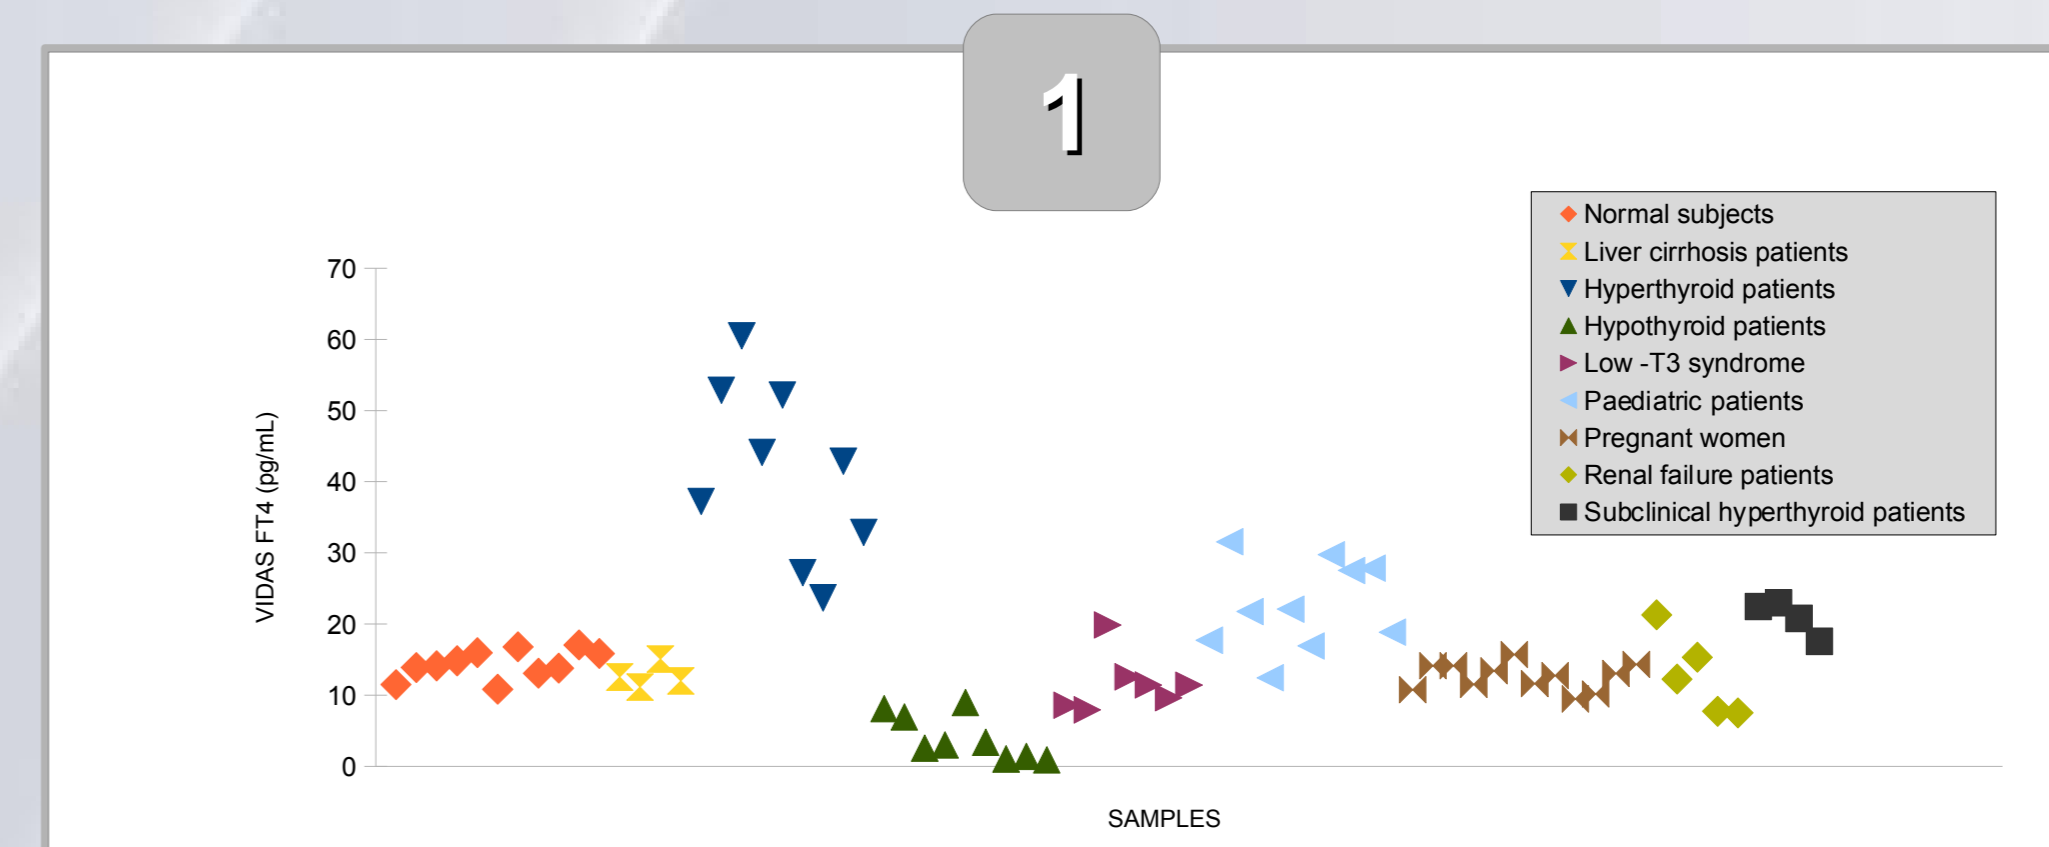 1
Normal subjects
Liver cirrhosis patients
Hyperthyroid patients
Hypothyroid patients
Low -T3 syndrome
Paediatric patients
Pregnant women
Renal failure patients
Subclinical hyperthyroid patients
70
60
50
40
30
20
10
0
VIDAS FT4 (pg/mL)
SAMPLES